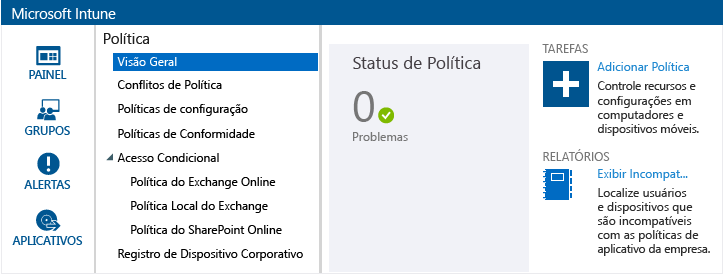 Microsoft Intune
PAINEL
GRUPOS
ALERTAS
APLICATIVOS
Política
Visão Geral
Conflitos de Política
Políticas de configuração
Políticas de Conformidade
Acesso Condicional
Política do Exchange Online
Política Local do Exchange
Política do SharePoint Online
Registro de Dispositivo Corporativo
Status de Política
0
Problemas
TAREFAS
Adicionar Política
Controle recursos e
configurações em
computadores e
dispositivos móveis.
RELATÓRIOS
Exibir Incompat...
Localize usuários
e dispositivos que
são incompatíveis
com as políticas de
aplicativo da empresa.